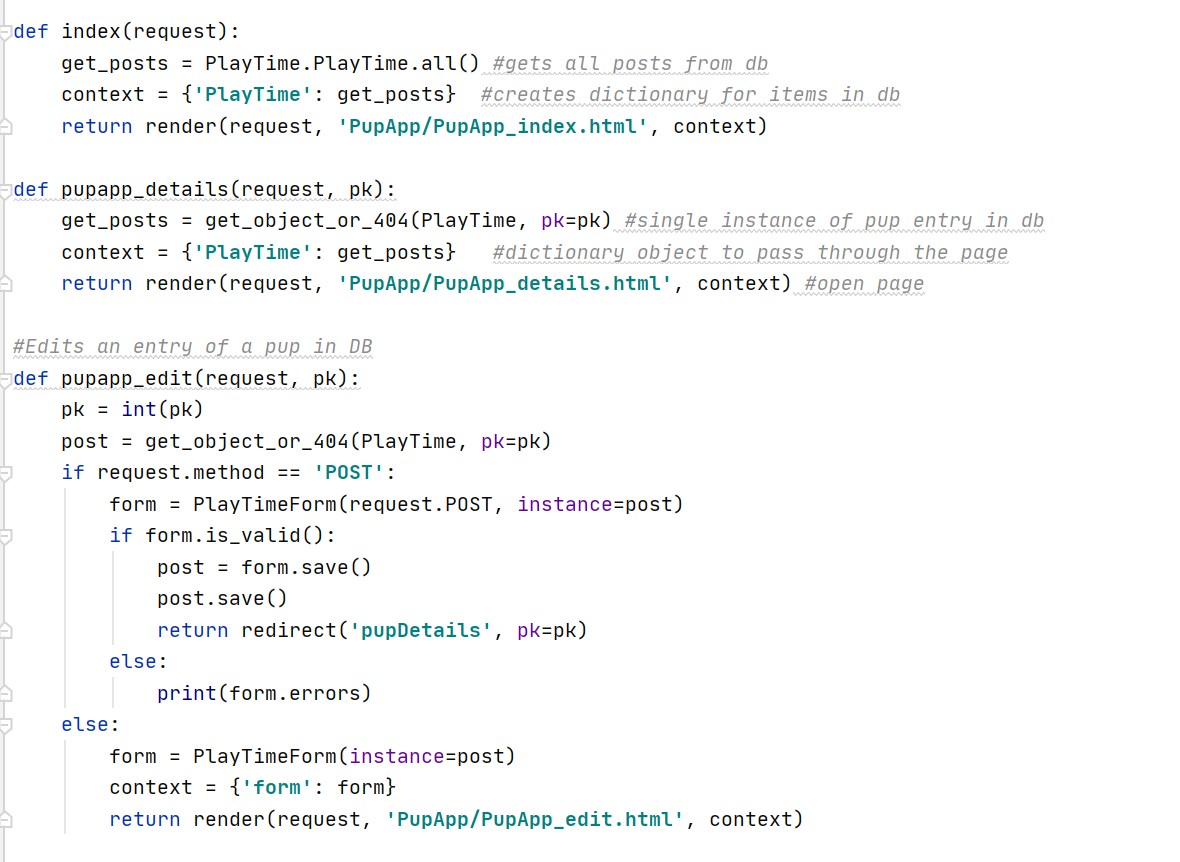 def index(request):
    get_posts = PlayTime.PlayTime.all() #gets all posts from db
    context = {'PlayTime': get_posts}  #creates dictionary for items in db
    return render(request, 'PupApp/PupApp_index.html', context)

def pupapp_details(request, pk):
    get_posts = get_object_or_404(PlayTime, pk=pk) #single instance of pup entry in db
    context = {'PlayTime': get_posts}   #dictionary object to pass through the page
    return render(request, 'PupApp/PupApp_details.html', context) #open page

#Edits an entry of a pup in DB
def pupapp_edit(request, pk):
    pk = int(pk)
    post = get_object_or_404(PlayTime, pk=pk)
    if request.method == 'POST':
        form = PlayTimeForm(request.POST, instance=post)
        if form.is_valid():
            post = form.save()
            post.save()
            return redirect('pupDetails', pk=pk)
        else:
            print(form.errors)
    else:
        form = PlayTimeForm(instance=post)
        context = {'form': form}
        return render(request, 'PupApp/PupApp_edit.html', context)